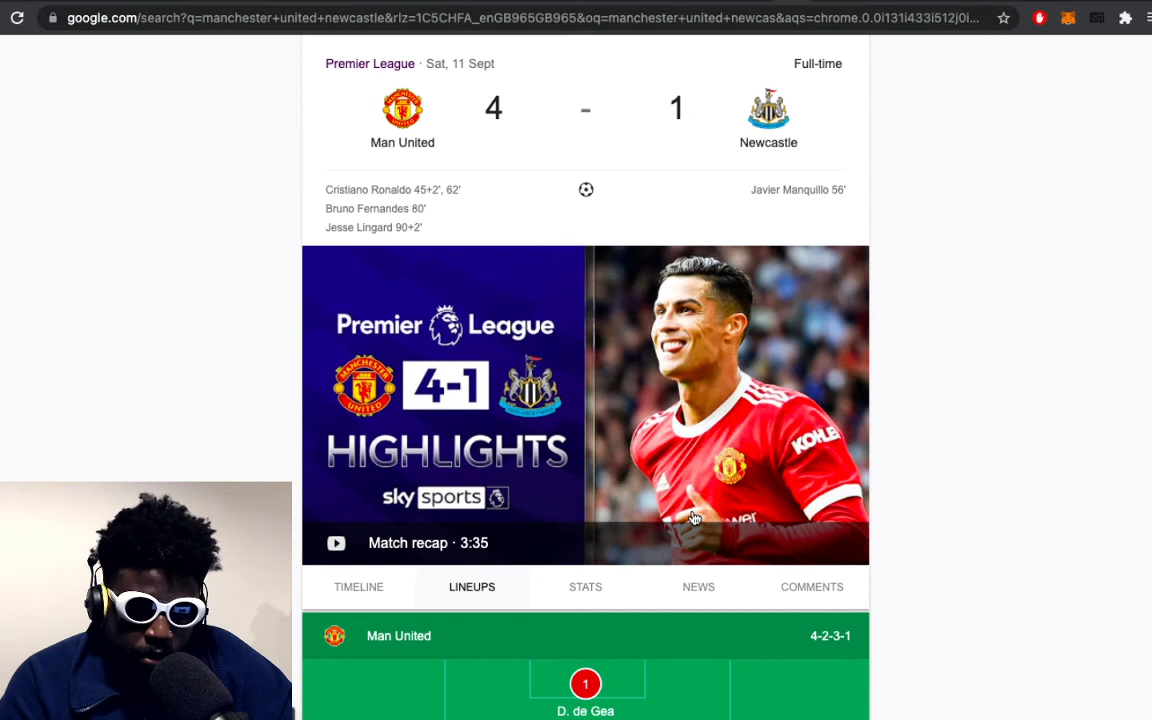 google.com/search?q=manchester+united+newcastle&rlz=1C5CHFA_enGB965GB965&oq=manchester+united+newcas&aqs=chrome.0.0i131i433i512j0i...
Premier League · Sat, 11 Sept
Full-time
4 - 1
Man United
Newcastle
Cristiano Ronaldo 45+2', 62'
Javier Manquillo 56'
Bruno Fernandes 80'
Jesse Lingard 90+2'
Premier League
4-1
HIGHLIGHTS
sky sports
KOHLER
Match recap · 3:35
TIMELINE
LINEUPS
STATS
NEWS
COMMENTS
Man United
4-2-3-1
1
D. de Gea